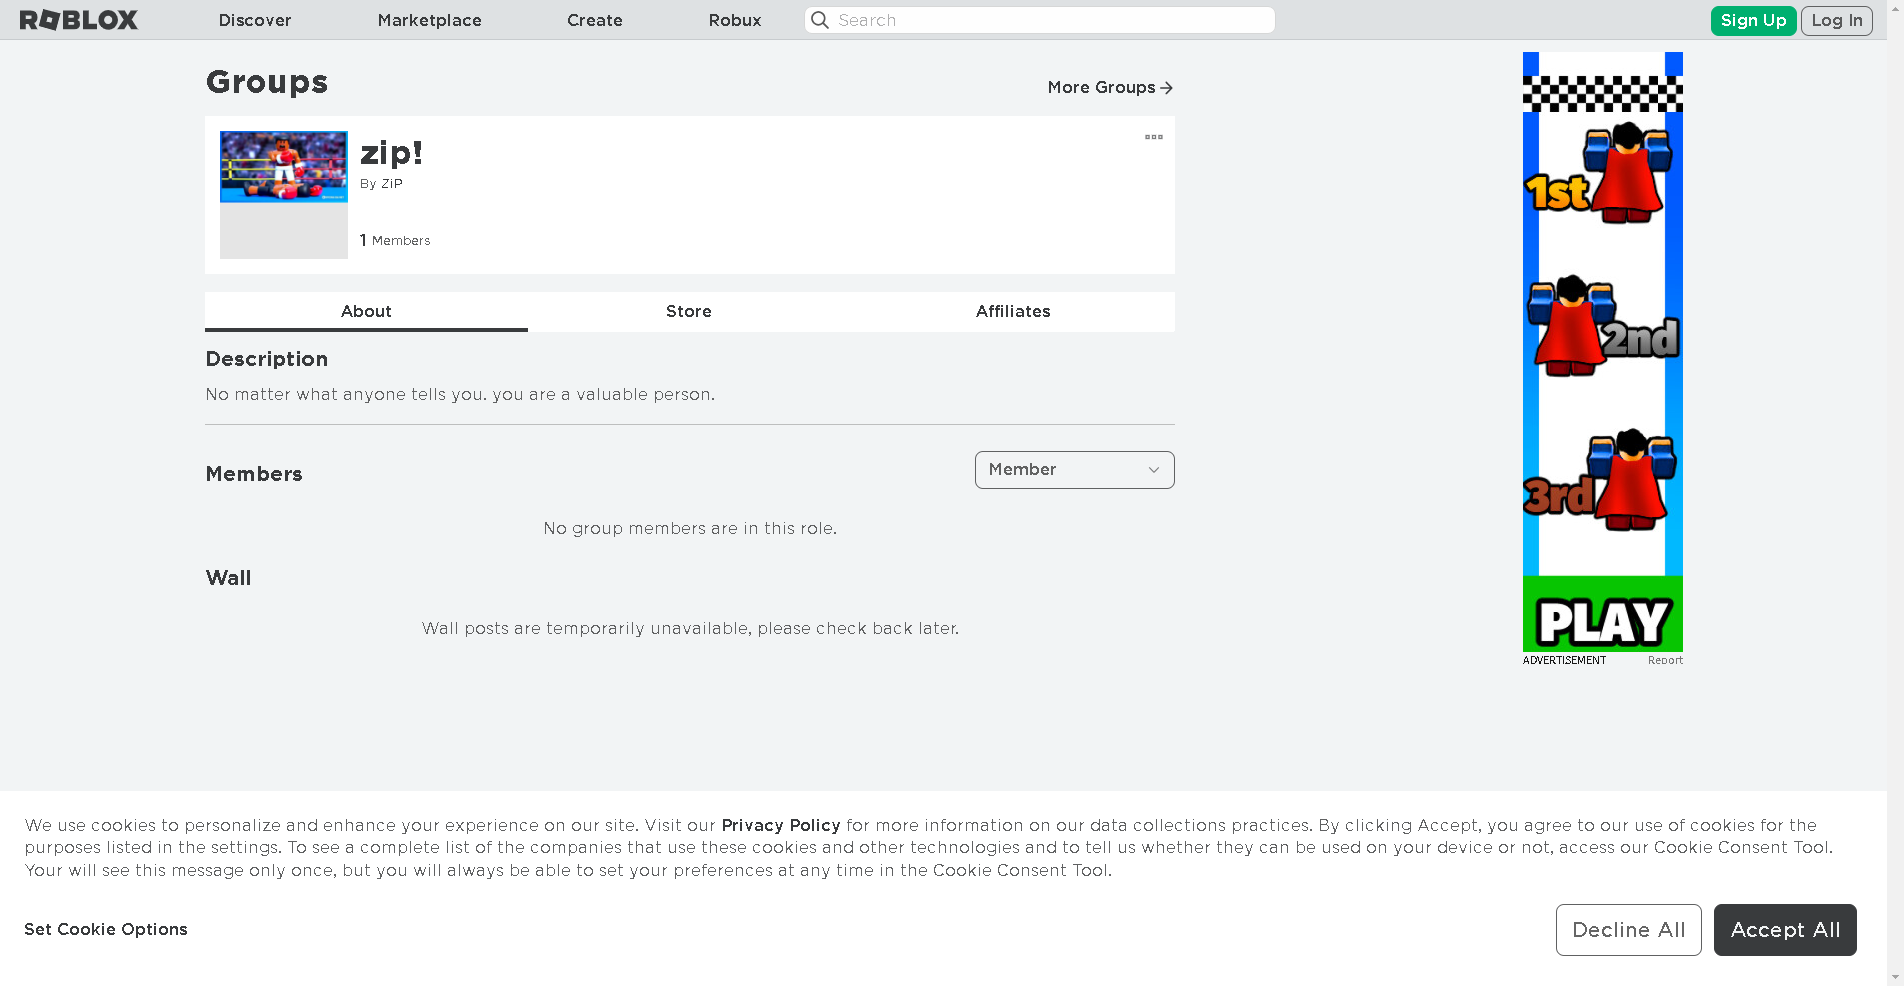 ROBLOX
Discover
Marketplace
Create
Robux
Search
Sign Up
Log In
Groups
More Groups
zip!
By ZiP
1 Members
About
Store
Affiliates
Description
No matter what anyone tells you. you are a valuable person.
Members
Member
No group members are in this role.
Wall
Wall posts are temporarily unavailable, please check back later.
1st
2nd
3rd
PLAY
ADVERTISEMENT
Report
We use cookies to personalize and enhance your experience on our site. Visit our Privacy Policy for more information on our data collections practices. By clicking Accept, you agree to our use of cookies for the
purposes listed in the settings. To see a complete list of the companies that use these cookies and other technologies and to tell us whether they can be used on your device or not, access our Cookie Consent Tool.
Your will see this message only once, but you will always be able to set your preferences at any time in the Cookie Consent Tool.
Set Cookie Options
Decline All
Accept All